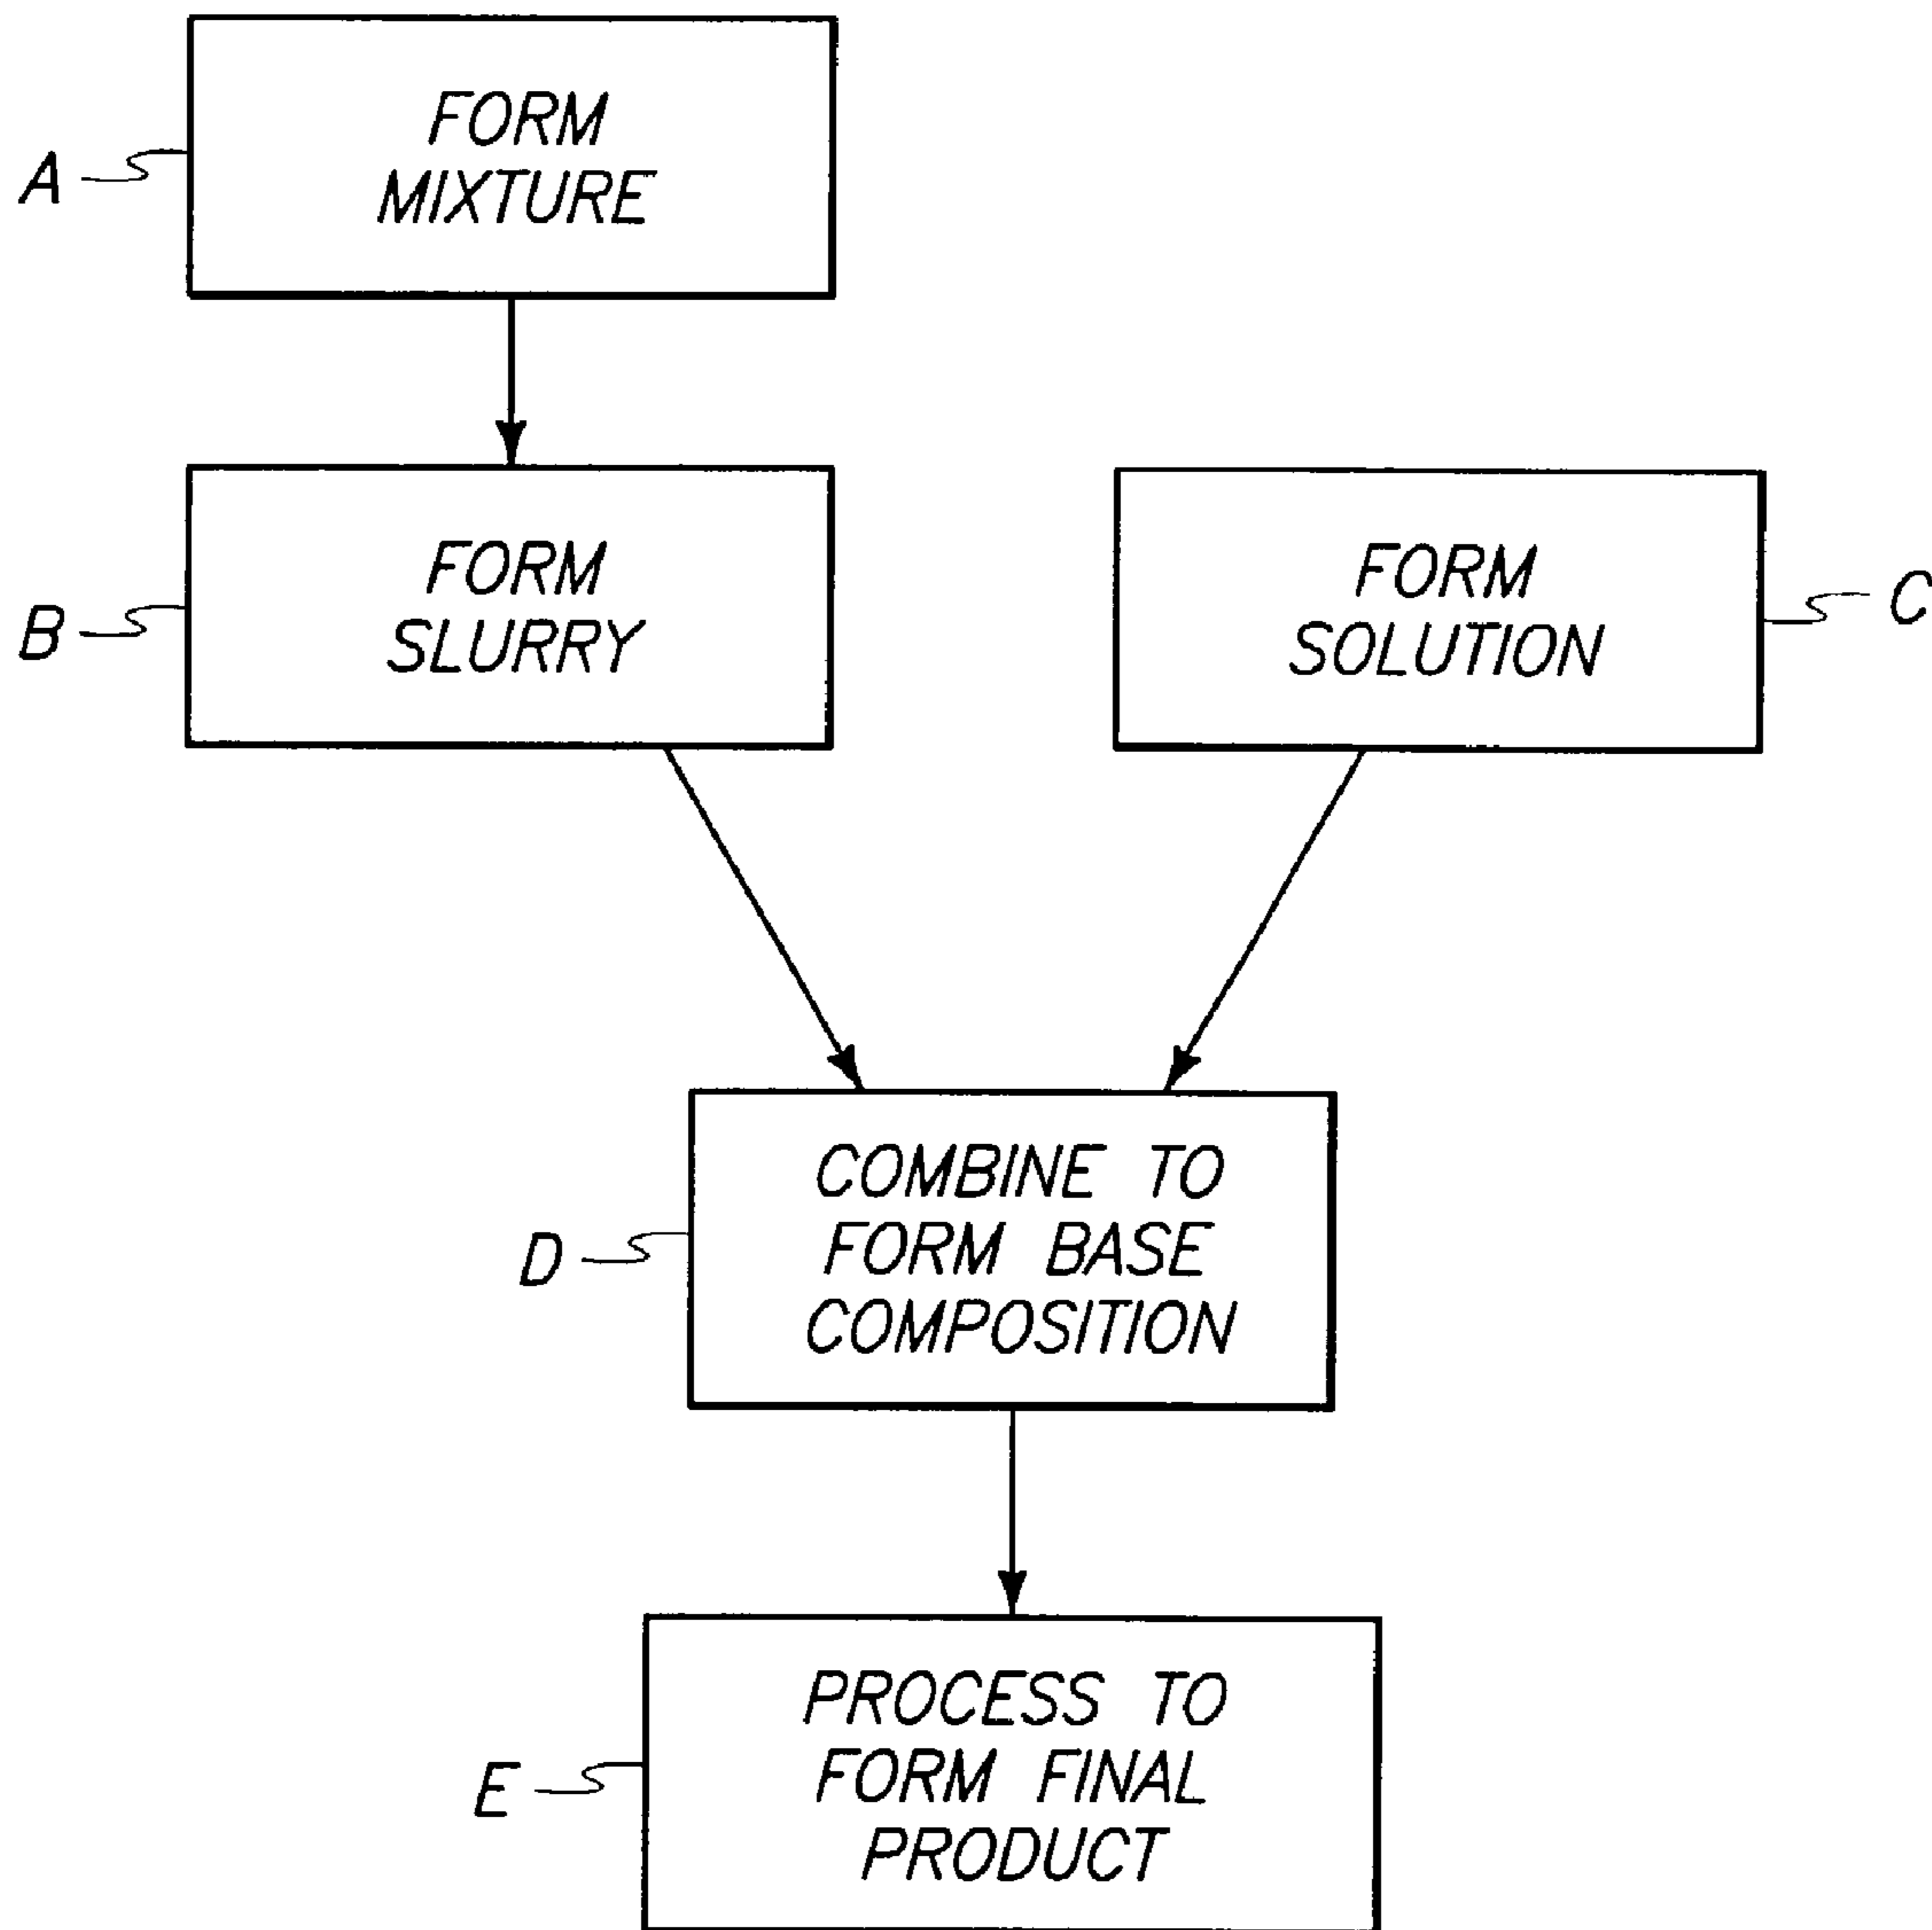 A
FORM
MIXTURE
B
FORM
SLURRY
FORM
SOLUTION
C
D
COMBINE TO
FORM BASE
COMPOSITION
E
PROCESS TO
FORM FINAL
PRODUCT